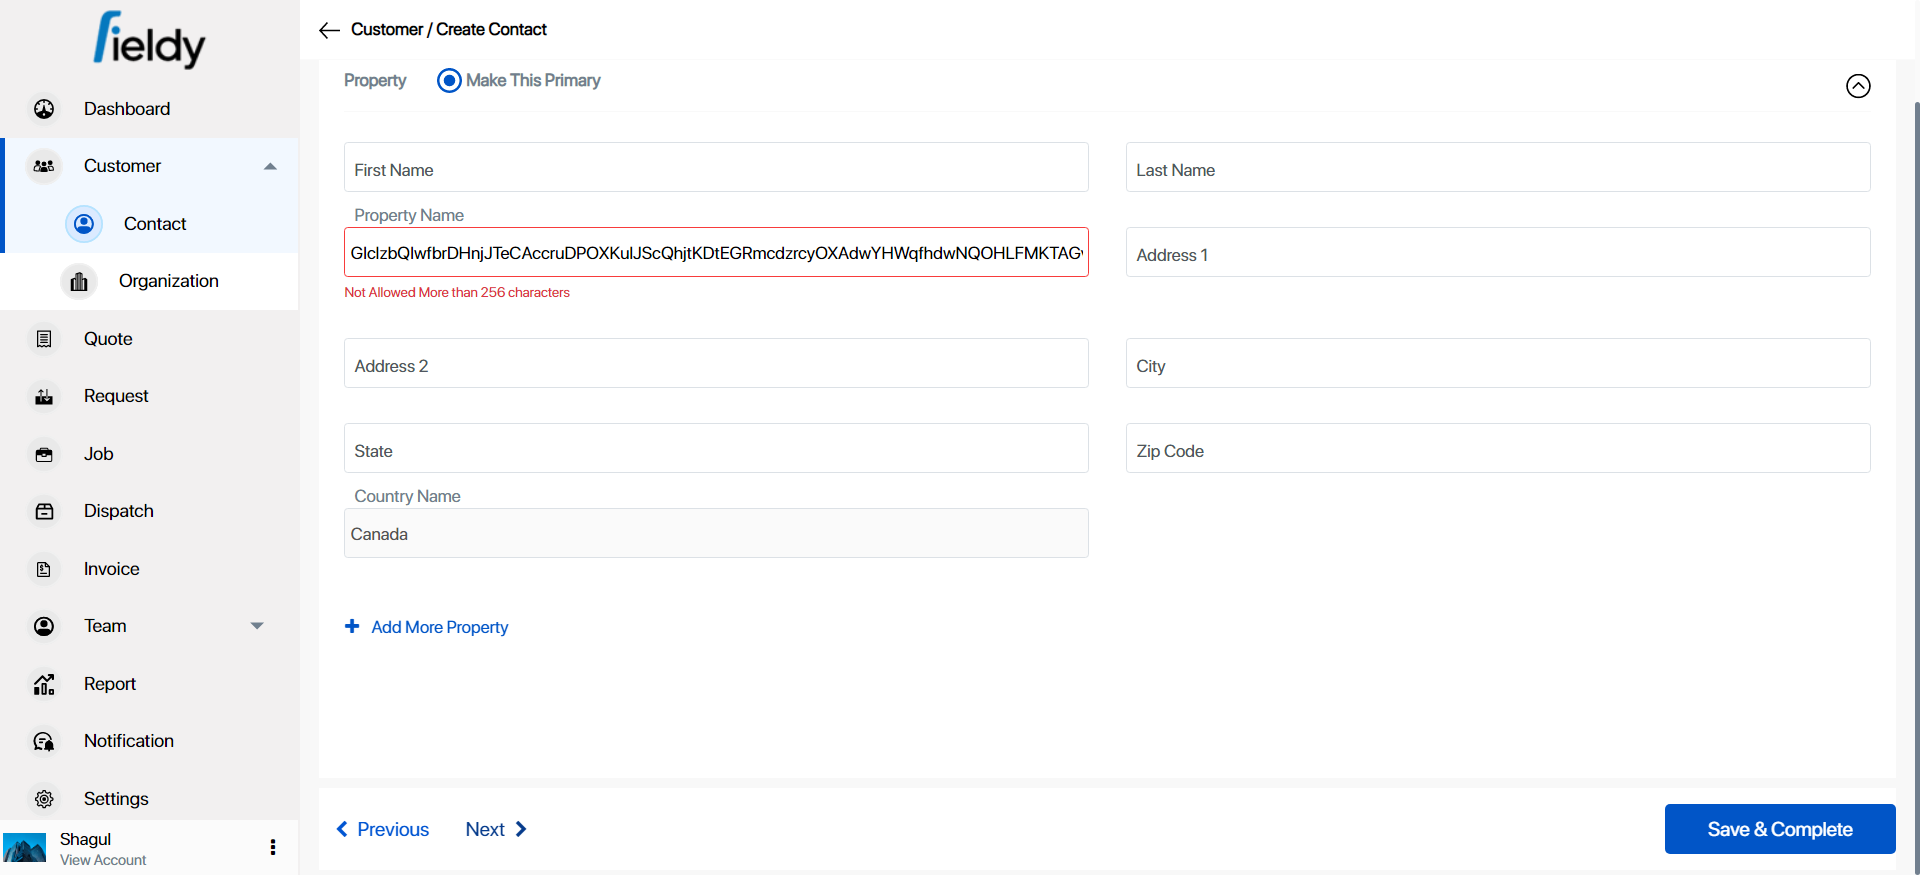 fieldy
Dashboard
Customer
Contact
Organization
Quote
Request
Job
Dispatch
Invoice
Team
Report
Notification
Settings
Shagul
View Account
Customer / Create Contact
Property
Make This Primary
First Name
Last Name
Property Name
Address 1
Not Allowed More than 256 characters
Address 2
City
State
Zip Code
Country Name
Canada
Add More Property
Previous
Next
Save & Complete